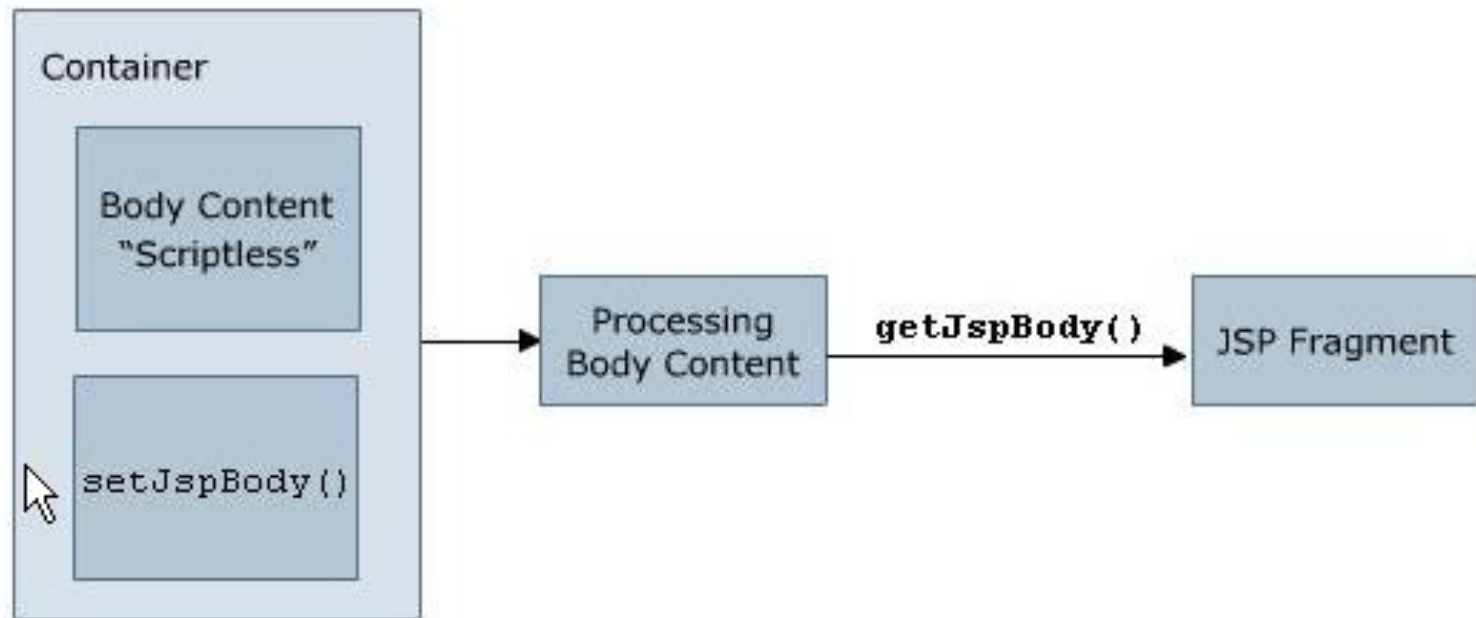 Container
Body Content
“Scriptless”
setJspBody()
Processing
Body Content
getJspBody()
JSP Fragment